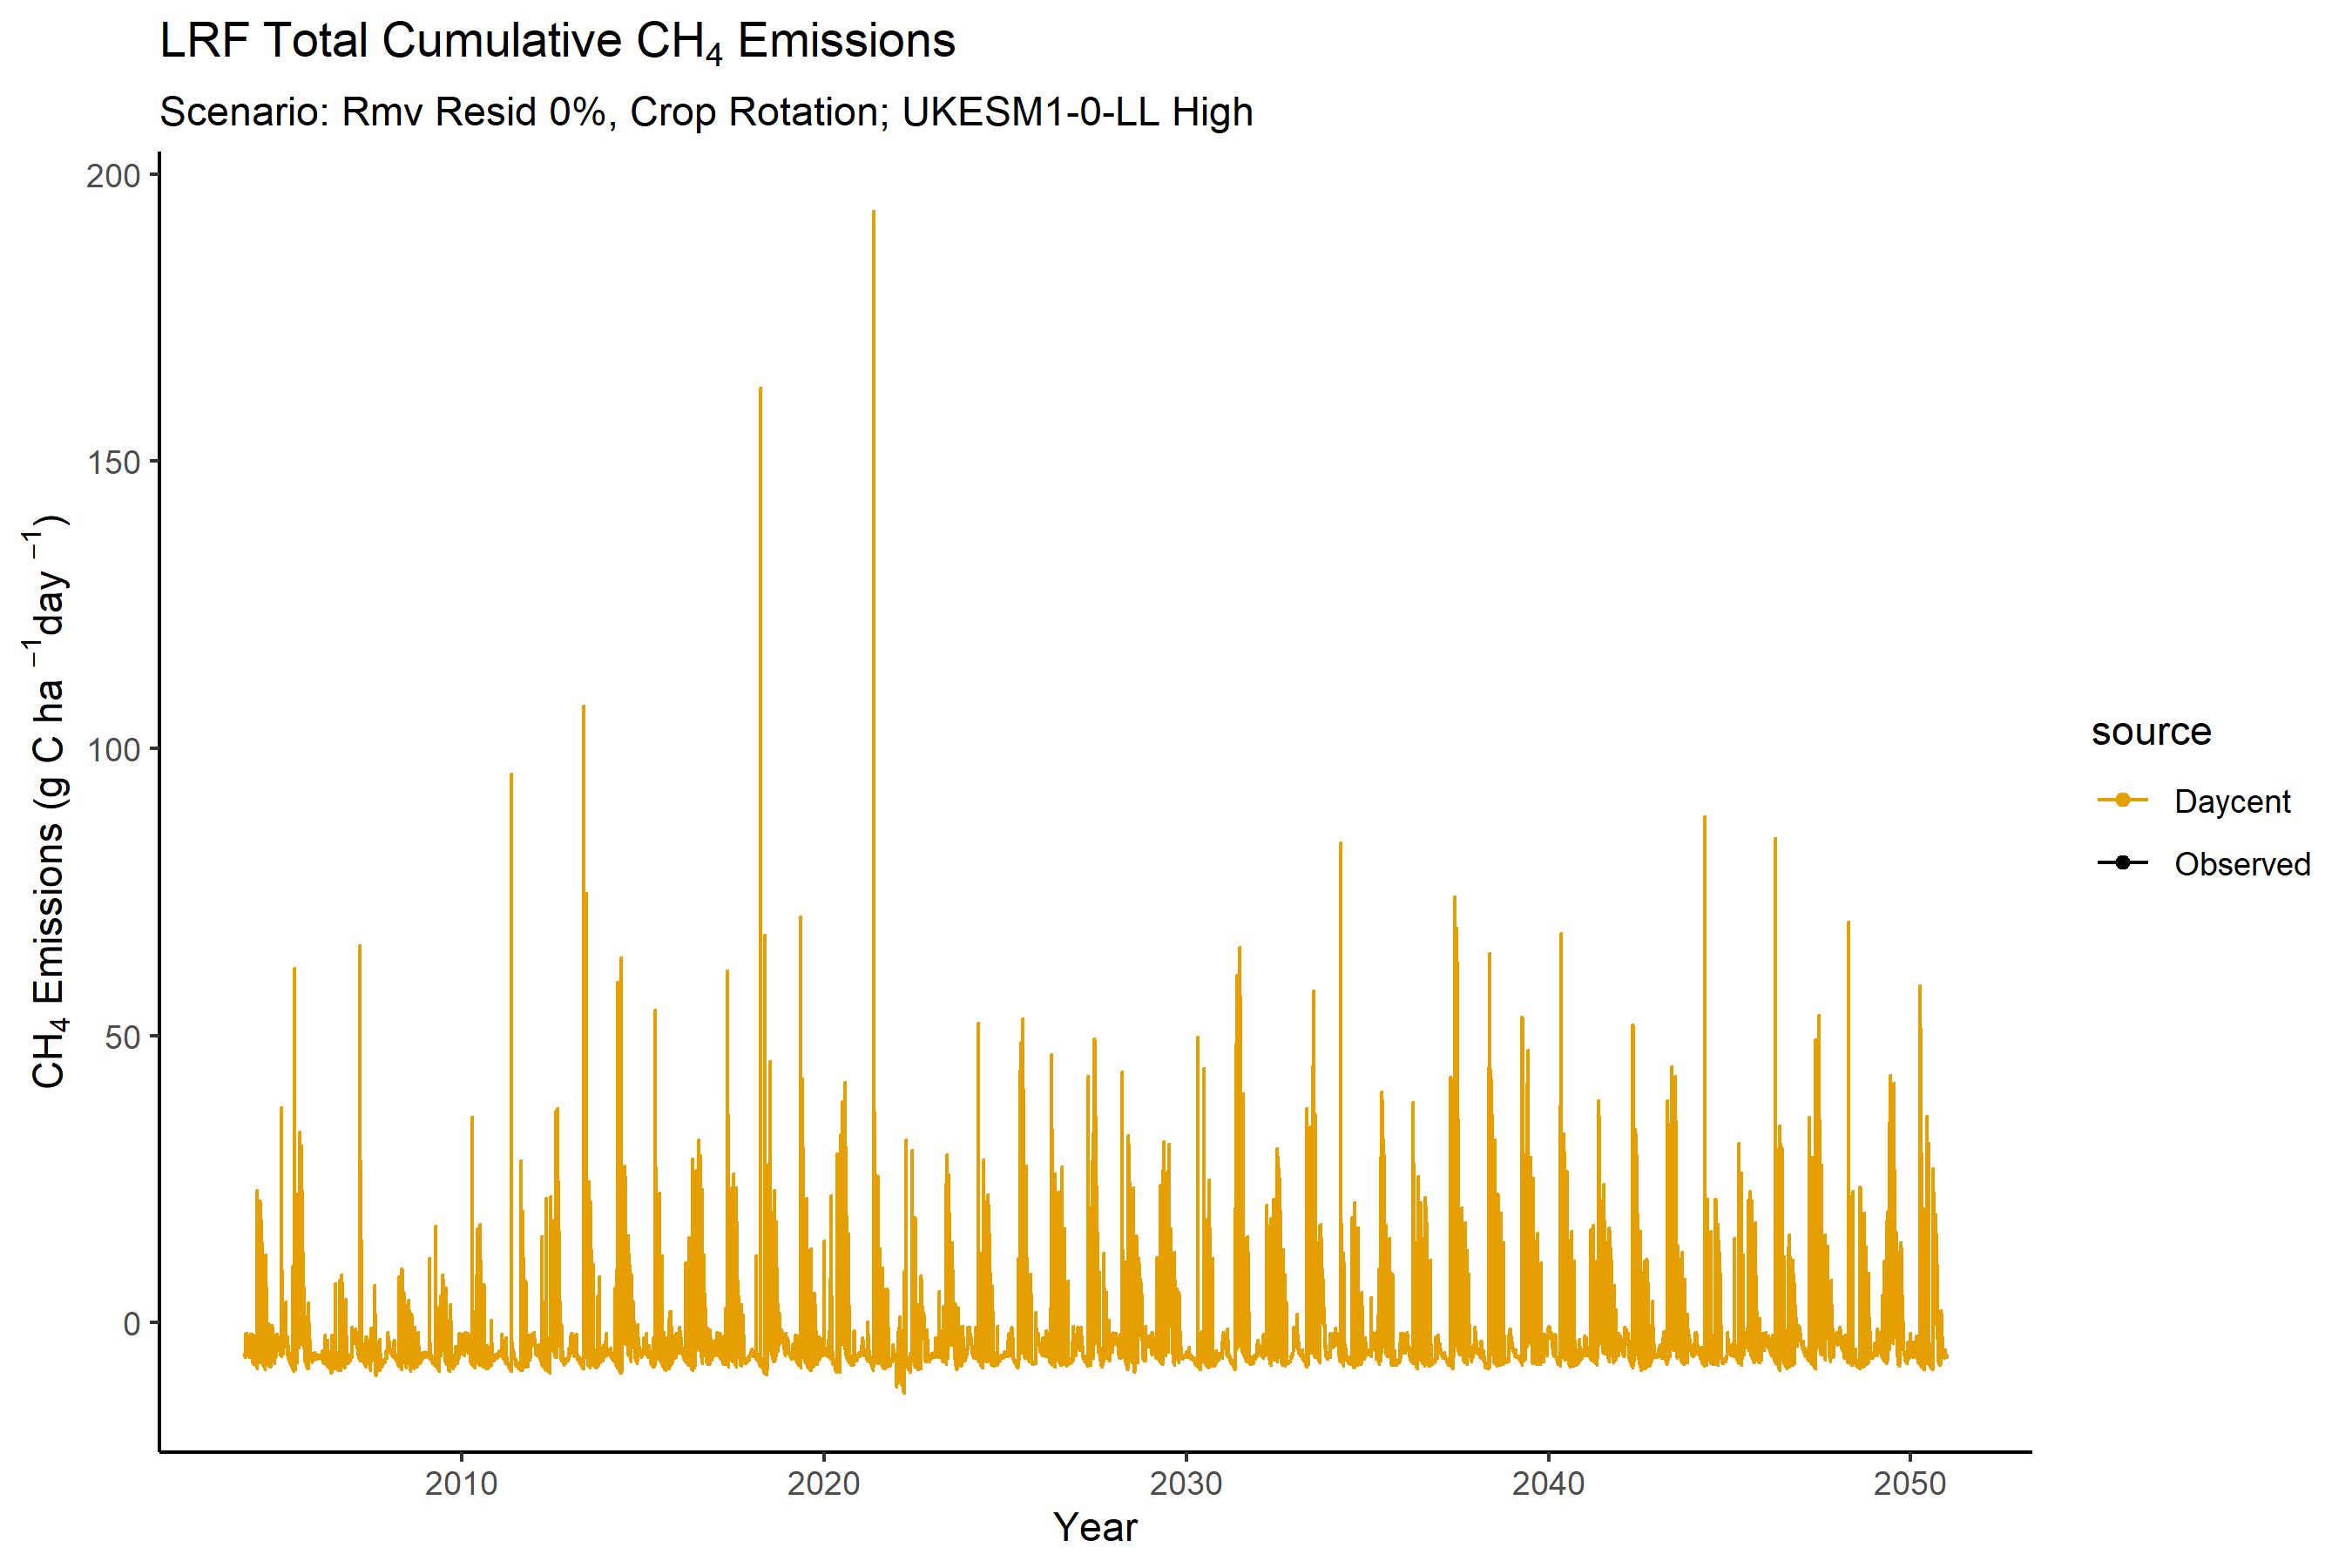 LRF Total Cumulative CH₄ Emissions
Scenario: Rmv Resid 0%, Crop Rotation; UKESM1-0-LL High
CH₄ Emissions (g C ha ⁻¹day ⁻¹)
200
150
100
50
0
2010 2020 2030 2040 2050
Year
source
Daycent
Observed